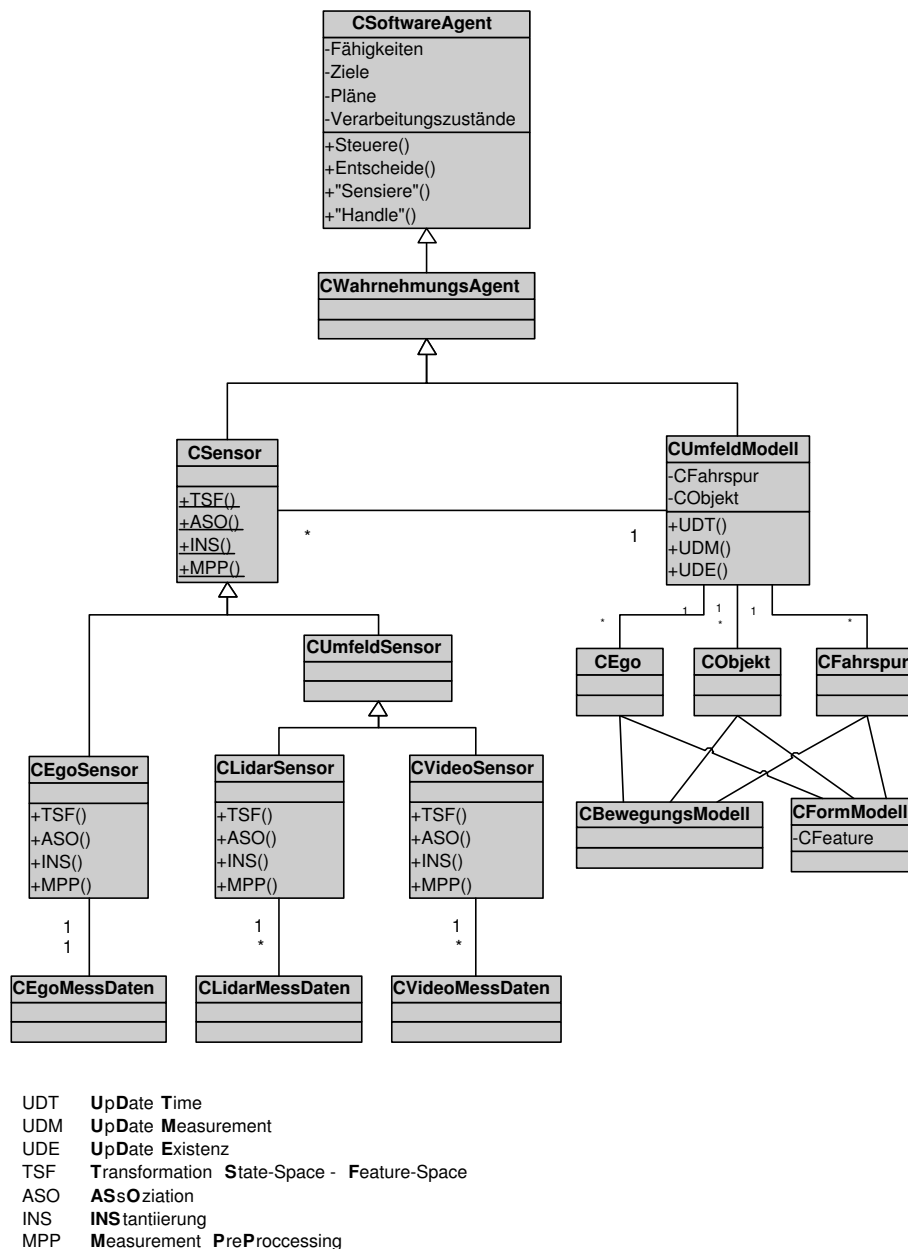 CSoftwareAgent
-Fähigkeiten
-Ziele
-Pläne
-Verarbeitungszustände
+Steuere()
+Entscheide()
+"Sensiere"()
+"Handle"()
CWahrnehmungsAgent
CSensor
+TSF()
+ASO()
+INS()
+MPP()
*
1
CUmfeldModell
-CFahrspur
-CObjekt
+UDT()
+UDM()
+UDE()
1
*
1
*
1
*
CEgo
CObjekt
CFahrspur
CBewegungsModell
CFormModell
-CFeature
CUmfeldSensor
CEgoSensor
+TSF()
+ASO()
+INS()
+MPP()
CLidarSensor
+TSF()
+ASO()
+INS()
+MPP()
CVideoSensor
+TSF()
+ASO()
+INS()
+MPP()
1
1
1
*
1
*
CEgoMessDaten
CLidarMessDaten
CVideoMessDaten
UDT UpDate Time
UDM UpDate Measurement
UDE UpDate Existenz
TSF Transformation State-Space - Feature-Space
ASO ASsOziation
INS INStantiierung
MPP Measurement PreProccessing